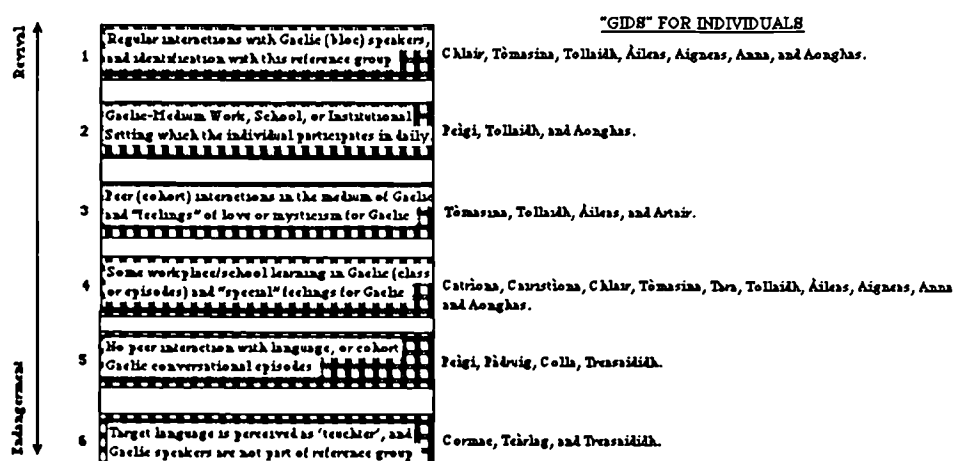 "GIDS" FOR INDIVIDUALS
Revival
1
Regular interactions with Gaelic (bloc) speakers,
and identification with this reference group
Chlair, Tòmasina, Tollaidh, Àileas, Aigneas, Anna, and Aonghas.
2
Gaelic-Medium Work, School, or Institutional
Setting which the individual participates in daily.
Peigi, Tollaidh, and Aonghas.
3
Peer (cohort) interactions in the medium of Gaelic
and "feelings" of love or mysticism for Gaelic
Tòmasina, Tollaidh, Àileas, and Artair.
4
Some workplace/school learning in Gaelic (class
or episodes) and "special" feelings for Gaelic
Catrìona, Cairistìona, Chlair, Tòmasina, Tara, Tollaidh, Àileas, Aigneas, Anna
and Aonghas.
5
No peer interaction with language, or cohort
Gaelic conversational episodes
Peigi, Pàdruig, Colla, Treasaididh.
6
Target language is perceived as 'teuchter', and
Gaelic speakers are not part of reference group
Cormac, Teàrlag, and Treasaididh.
Endangerment